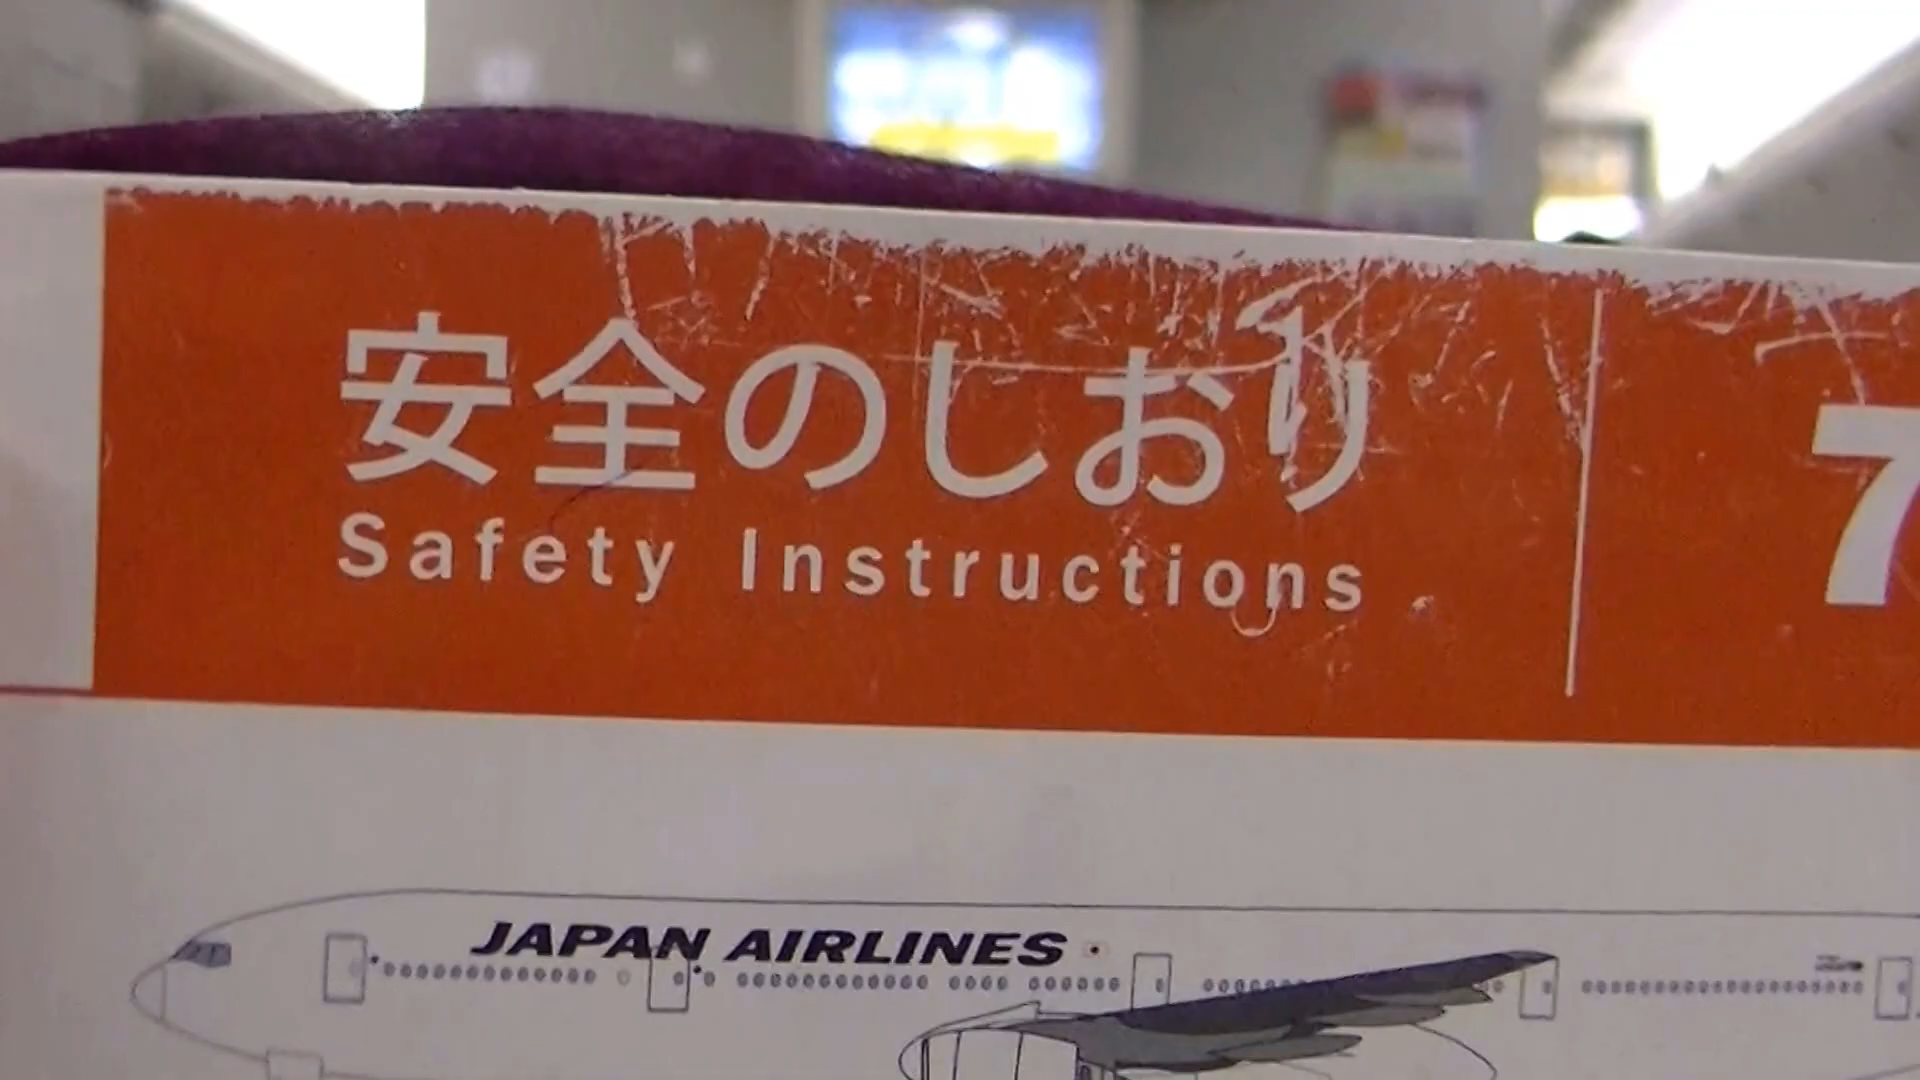 安全のしおり
Safety Instructions
7
JAPAN AIRLINES